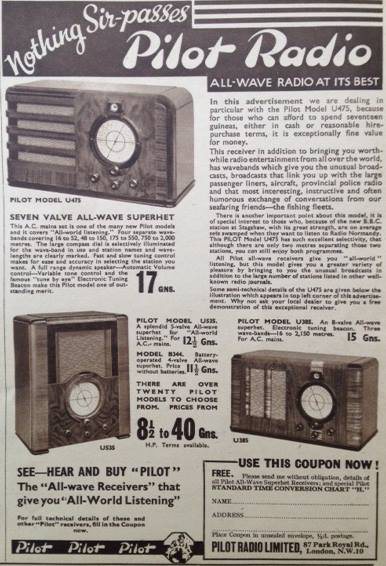 Nothing Sir-passes
Pilot Radio
ALL-WAVE RADIO AT ITS BEST
In this advertisement we are dealing in
particular with the Pilot Model U475, because
for those who can afford to spend seventeen
guineas, either in cash or reasonable hire-
purchase terms, it is exceptionally fine value
for money.
This receiver in addition to bringing you worth-
while radio entertainment from all over the world,
has wavebands which give you the unusual broad-
casts, broadcasts that link you up with the large
passenger liners, aircraft, provincial police radio
and that most interesting, instructive and often
humorous exchange of conversations from our
seafaring friends—the fishing fleets.
There is another important point about this model, it is
of special interest to those who, because of the new B.B.C.
station at Stagshaw, with its great strength, are on average
sets swamped when they want to listen to Radio Normandy.
This PILOT Model U475 has such excellent selectivity, that
although there are only two metres separating those two
stations, you can still enjoy the programmes of either.
All Pilot all-wave receivers give you "all-world"
listening, but this model gives you a greater variety of
pleasure by bringing to you the unusual broadcasts in
addition to the large number of stations listed in other well-
known radio journals.
Some semi-technical details of the U475 are given below the
illustration which appears in top left corner of this advertise-
ment. Why not ask your local dealer to give you a free
demonstration of this exceptional receiver.
PILOT MODEL U475
SEVEN VALVE ALL-WAVE SUPERHET
This A.C. mains set is one of the many new Pilot models
and it covers "All-world listening." Four separate wave-
bands covering 16 to 52, 48 to 150, 175 to 550, 750 to 2,000
metres. The large compass dial is selectively illuminated
for the wave-band in use and station names and wave-
lengths are clearly marked. Fast and slow tuning control
makes for ease and accuracy in selecting the station you
want. A full range dynamic speaker—Automatic Volume
control—Variable tone control and the
famous "tune by eye" Electronic Tuning
Beacon make this Pilot model one of out-
standing merit.
17 GNS.
PILOT MODEL U535.
A splendid 5-valve All-wave
superhet. For "All-world
Listening." For 12½ Gns.
A.C. mains.
MODEL B344. Battery-
operated 4-valve All-wave
superhet. Price 11½ Gns.
without batteries.
THERE ARE OVER
TWENTY PILOT
MODELS TO CHOOSE
FROM. PRICES FROM
8½ to 40 Gns.
H.P. Terms available.
U535
PILOT MODEL U385. An 8-valve All-wave
superhet. Electronic tuning beacon. Three
wave-bands—16 to 2,150 metres. 15 Gns.
For A.C. mains.
U385
SEE—HEAR AND BUY "PILOT"
The "All-wave Receivers" that
give you "All-World Listening"
For full technical details of these and
other "Pilot" receivers, fill in the Coupon
now.
Pilot Pilot Pilot
USE THIS COUPON NOW!
FREE. Please send me without obligation, details of
all Pilot All-Wave Superhet Receivers; and special Pilot
STANDARD TIME CONVERSION CHART "H."
NAME
ADDRESS
Place Coupon in unsealed envelope, ½d. postage.
PILOT RADIO LIMITED, 87 Park Royal Rd.,
London, N.W.10